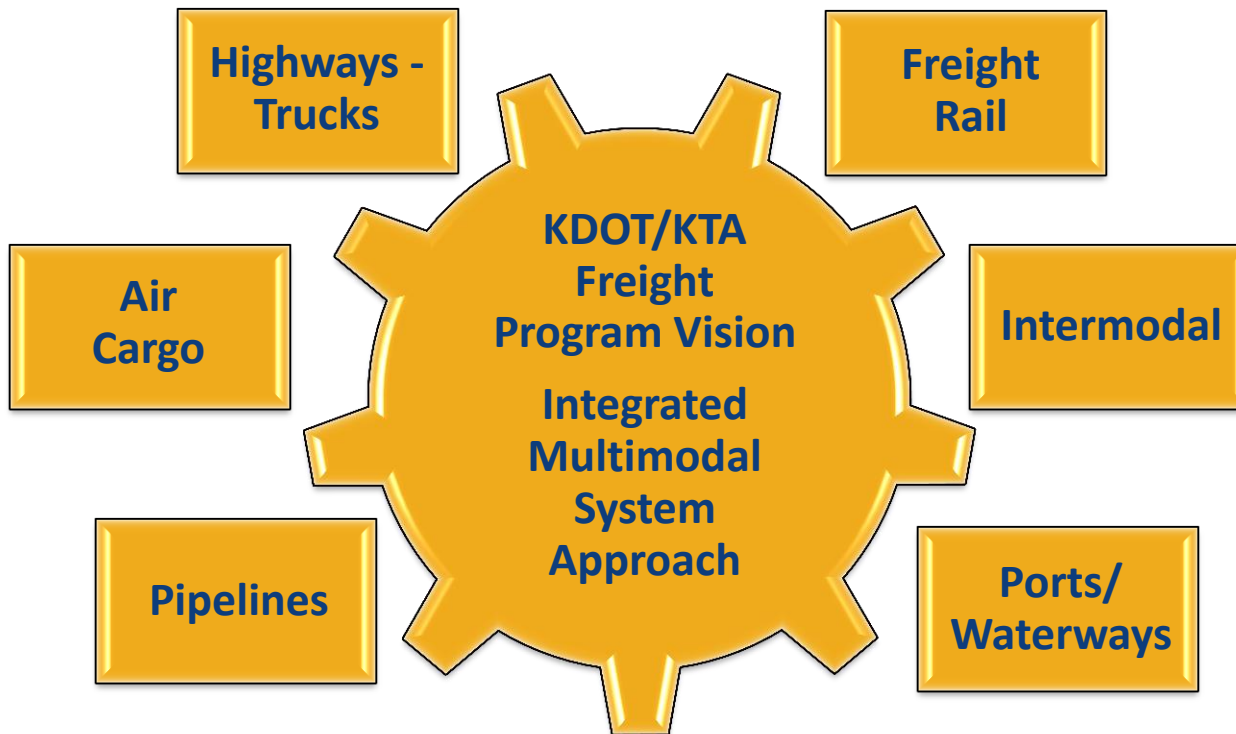 Highways -
Trucks
Freight
Rail
KDOT/KTA
Freight
Program Vision
Integrated
Multimodal
System
Approach
Air
Cargo
Intermodal
Pipelines
Ports/
Waterways